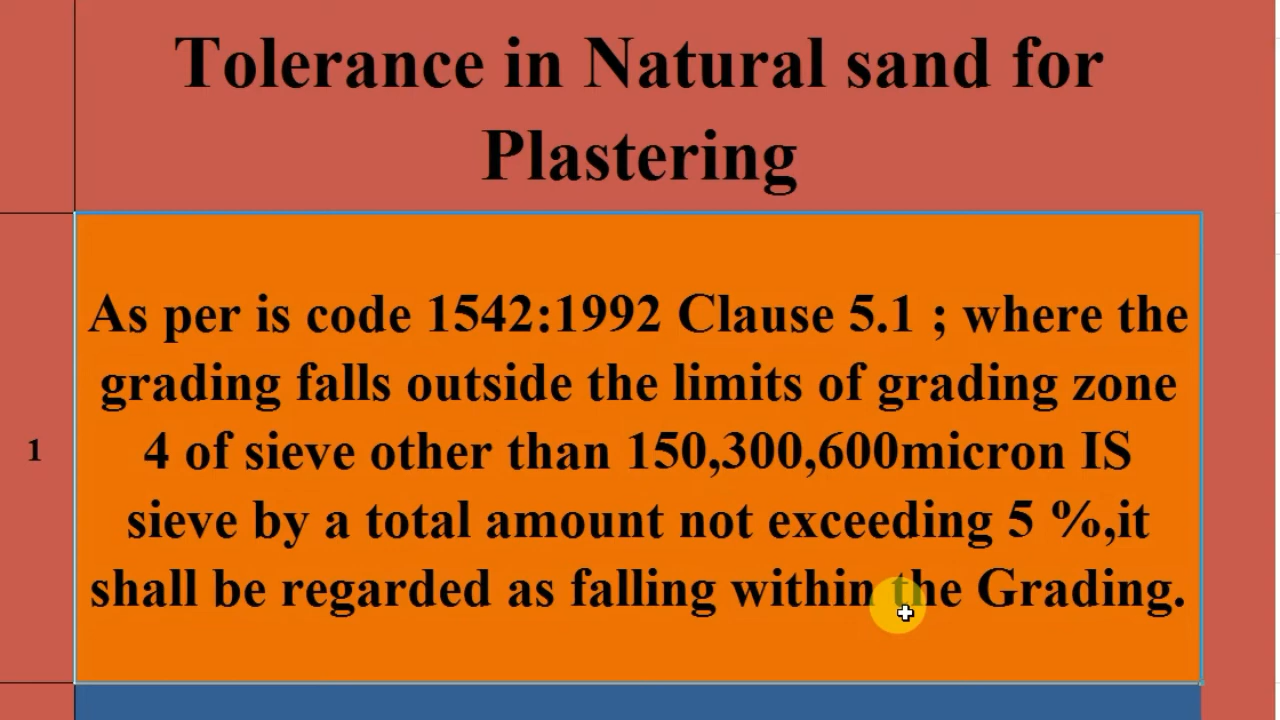 Tolerance in Natural sand for
Plastering
1
As per is code 1542:1992 Clause 5.1 ; where the
grading falls outside the limits of grading zone
4 of sieve other than 150,300,600micron IS
sieve by a total amount not exceeding 5 %,it
shall be regarded as falling within the Grading.